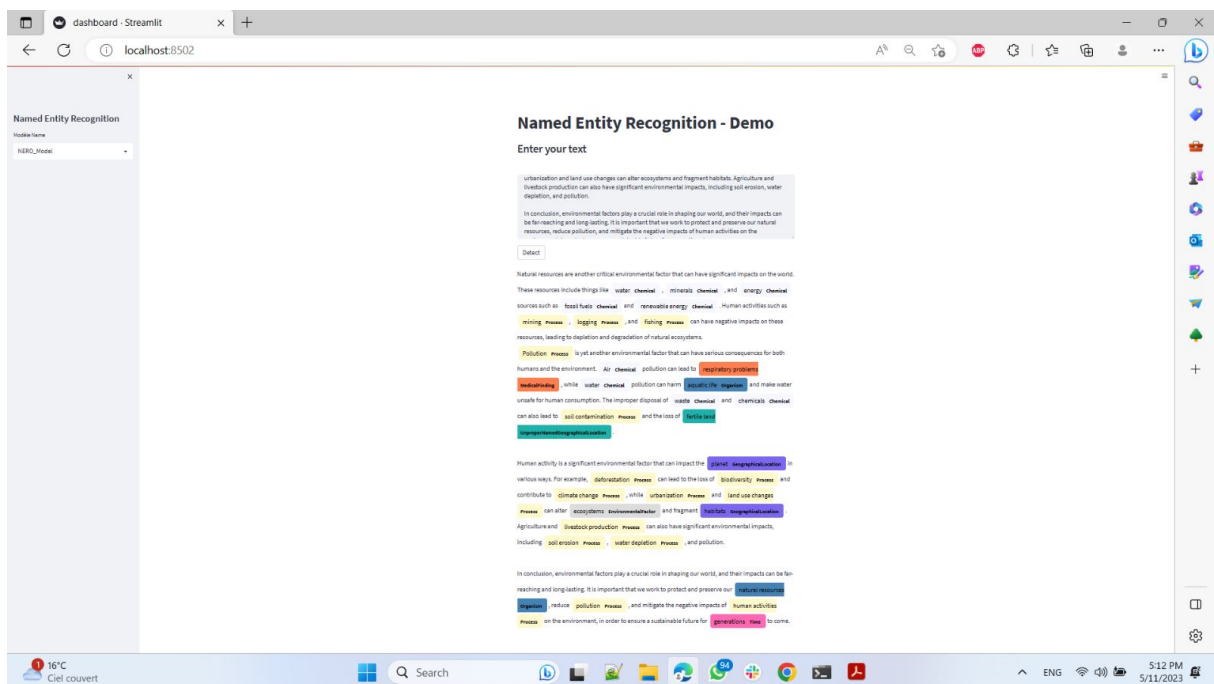 dashboard · Streamlit
localhost:8502
Named Entity Recognition
Modèle Name
NERO_Model
Named Entity Recognition - Demo
Enter your text
urbanization and land use changes can alter ecosystems and fragment habitats. Agriculture and
livestock production can also have significant environmental impacts, including soil erosion, water
depletion, and pollution.
In conclusion, environmental factors play a crucial role in shaping our world, and their impacts can
be far-reaching and long-lasting. It is important that we work to protect and preserve our natural
resources, reduce pollution, and mitigate the negative impacts of human activities on the
Detect
Natural resources are another critical environmental factor that can have significant impacts on the world.
These resources include things like water Chemical , minerals Chemical , and energy Chemical
sources such as fossil fuels Chemical and renewable energy Chemical . Human activities such as
mining Process , logging Process , and fishing Process can have negative impacts on these
resources, leading to depletion and degradation of natural ecosystems.
Pollution Process is yet another environmental factor that can have serious consequences for both
humans and the environment. Air Chemical pollution can lead to respiratory problems
MedicalFinding , while water Chemical pollution can harm aquatic life Organism and make water
unsafe for human consumption. The improper disposal of waste Chemical and chemicals Chemical
can also lead to soil contamination Process and the loss of fertile land
UnproperNamedGeographicalLocation .
Human activity is a significant environmental factor that can impact the planet GeographicalLocation in
various ways. For example, deforestation Process can lead to the loss of biodiversity Process and
contribute to climate change Process , while urbanization Process and land use changes
Process can alter ecosystems EnvironmentalFactor and fragment habitats GeographicalLocation .
Agriculture and livestock production Process can also have significant environmental impacts,
including soil erosion Process , water depletion Process , and pollution.
In conclusion, environmental factors play a crucial role in shaping our world, and their impacts can be far-
reaching and long-lasting. It is important that we work to protect and preserve our natural resources
Organism , reduce pollution Process , and mitigate the negative impacts of human activities
Process on the environment, in order to ensure a sustainable future for generations Time to come.
ABP
1
16°C
Ciel couvert
Search
94
ENG
5:12 PM
5/11/2023